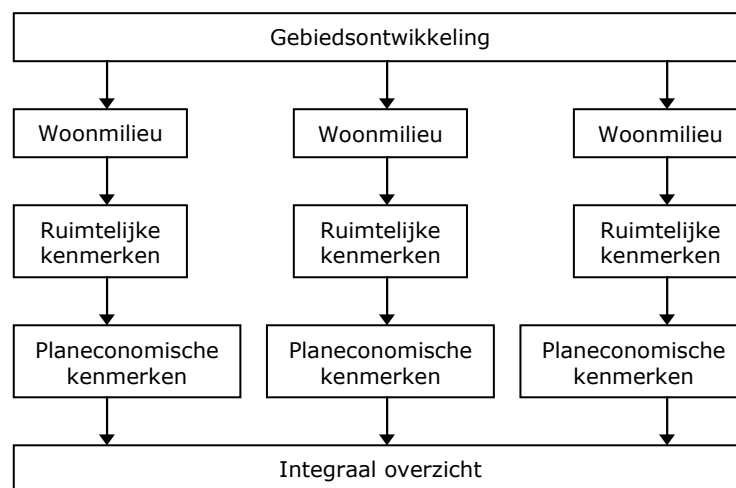 Gebiedsontwikkeling
Woonmilieu
Woonmilieu
Woonmilieu
Ruimtelijke
kenmerken
Ruimtelijke
kenmerken
Ruimtelijke
kenmerken
Planeconomische
kenmerken
Planeconomische
kenmerken
Planeconomische
kenmerken
Integraal overzicht